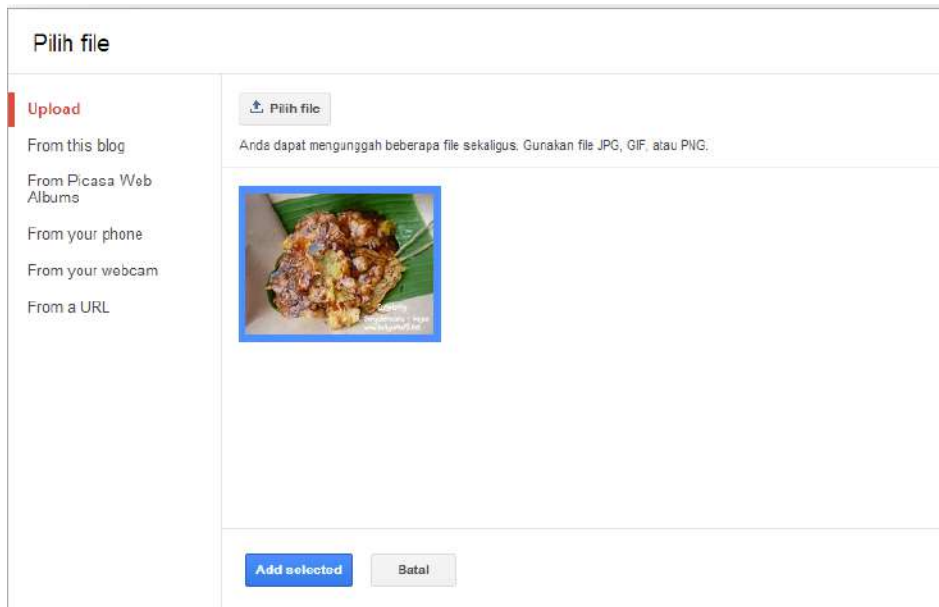 Pilih file
Upload
From this blog
From Picasa Web
Albums
From your phone
From your webcam
From a URL
Pilih file
Anda dapat mengunggah beberapa file sekaligus. Gunakan file JPG, GIF, atau PNG.
Add selected
Batal